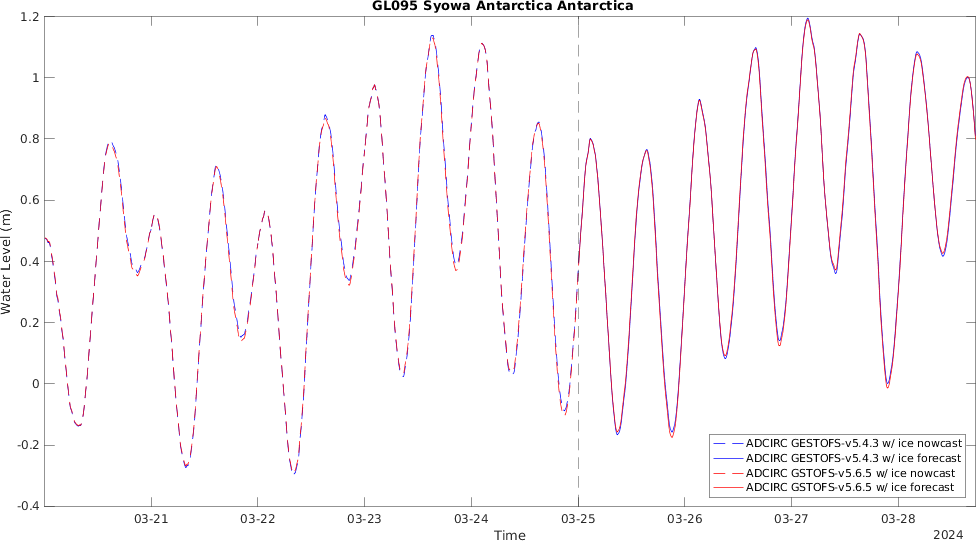 GL095 Syowa Antarctica Antarctica
1.2
1
0.8
0.6
0.4
0.2
0
-0.2
-0.4
Water Level (m)
ADCIRC GESTOFS-v5.4.3 w/ ice nowcast
ADCIRC GESTOFS-v5.4.3 w/ ice forecast
ADCIRC GSTOFS-v5.6.5 w/ ice nowcast
ADCIRC GSTOFS-v5.6.5 w/ ice forecast
03-21 03-22 03-23 03-24 03-25 03-26 03-27 03-28
Time
2024